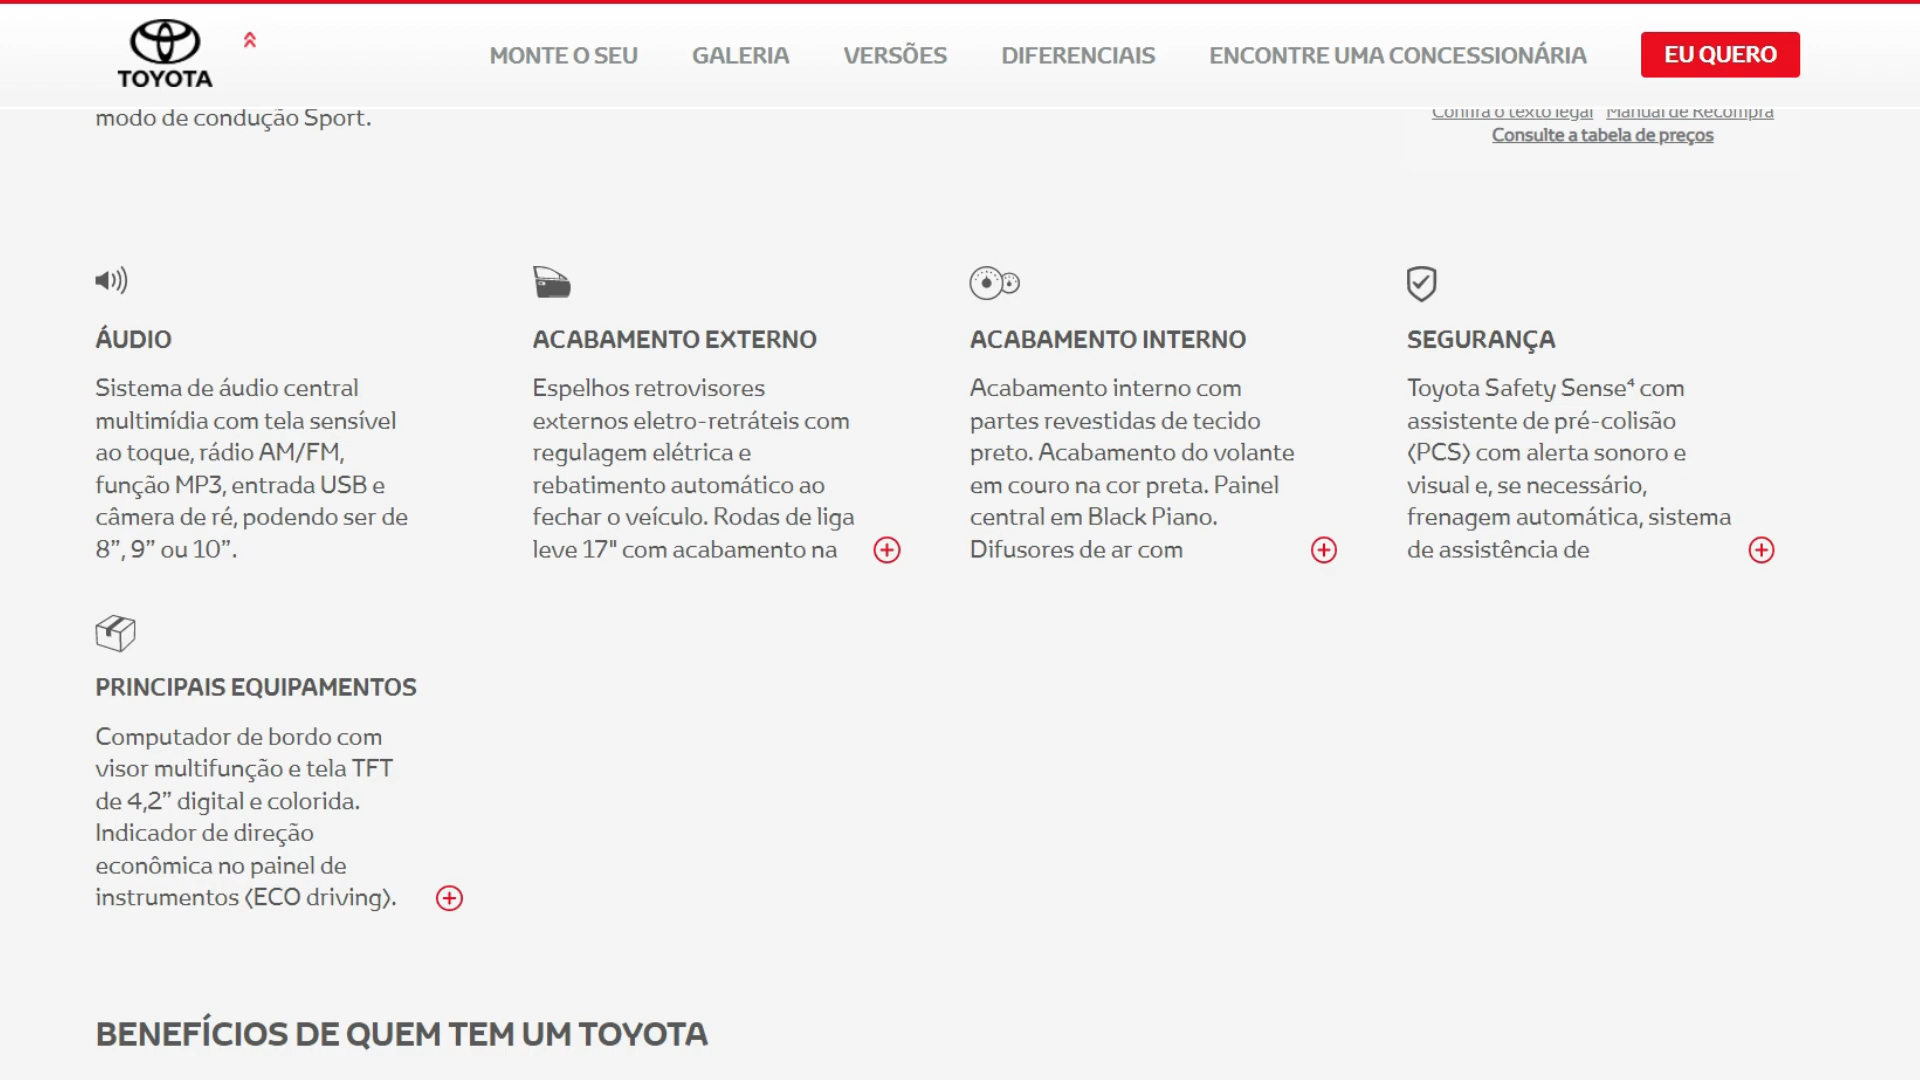 TOYOTA
MONTE O SEU
GALERIA
VERSÕES
DIFERENCIAIS
ENCONTRE UMA CONCESSIONÁRIA
EU QUERO
modo de condução Sport.
Confira o texto legal Manual de Recompra
Consulte a tabela de preços
ÁUDIO
Sistema de áudio central
multimídia com tela sensível
ao toque, rádio AM/FM,
função MP3, entrada USB e
câmera de ré, podendo ser de
8”, 9” ou 10”.
ACABAMENTO EXTERNO
Espelhos retrovisores
externos eletro-retráteis com
regulagem elétrica e
rebatimento automático ao
fechar o veículo. Rodas de liga
leve 17" com acabamento na
ACABAMENTO INTERNO
Acabamento interno com
partes revestidas de tecido
preto. Acabamento do volante
em couro na cor preta. Painel
central em Black Piano.
Difusores de ar com
SEGURANÇA
Toyota Safety Sense⁴ com
assistente de pré-colisão
(PCS) com alerta sonoro e
visual e, se necessário,
frenagem automática, sistema
de assistência de
PRINCIPAIS EQUIPAMENTOS
Computador de bordo com
visor multifunção e tela TFT
de 4,2” digital e colorida.
Indicador de direção
econômica no painel de
instrumentos (ECO driving).
BENEFÍCIOS DE QUEM TEM UM TOYOTA